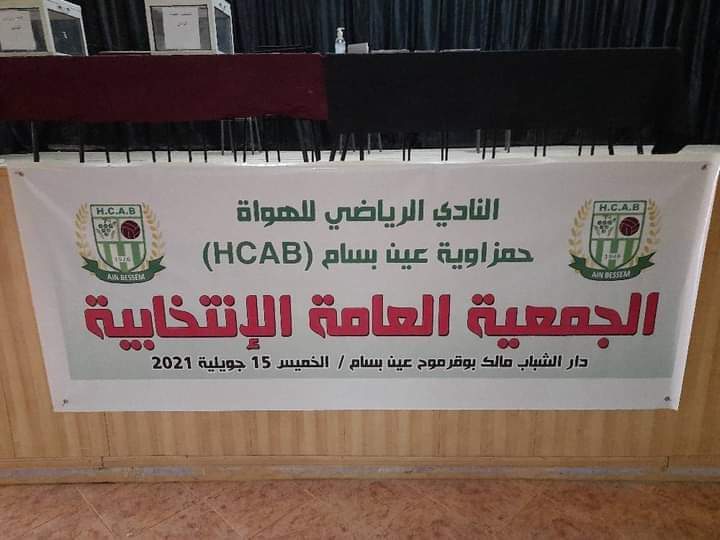 النادي الرياضي للهواة
حمزاوية عين بسام (HCAB)
الجمعية العامة الإنتخابية
دار الشباب مالك بوقرموح عين بسام / الخميس 15 جويلية 2021
H.C.A.B
AIN BESSEM
H.C.A.B
AIN BESSEM